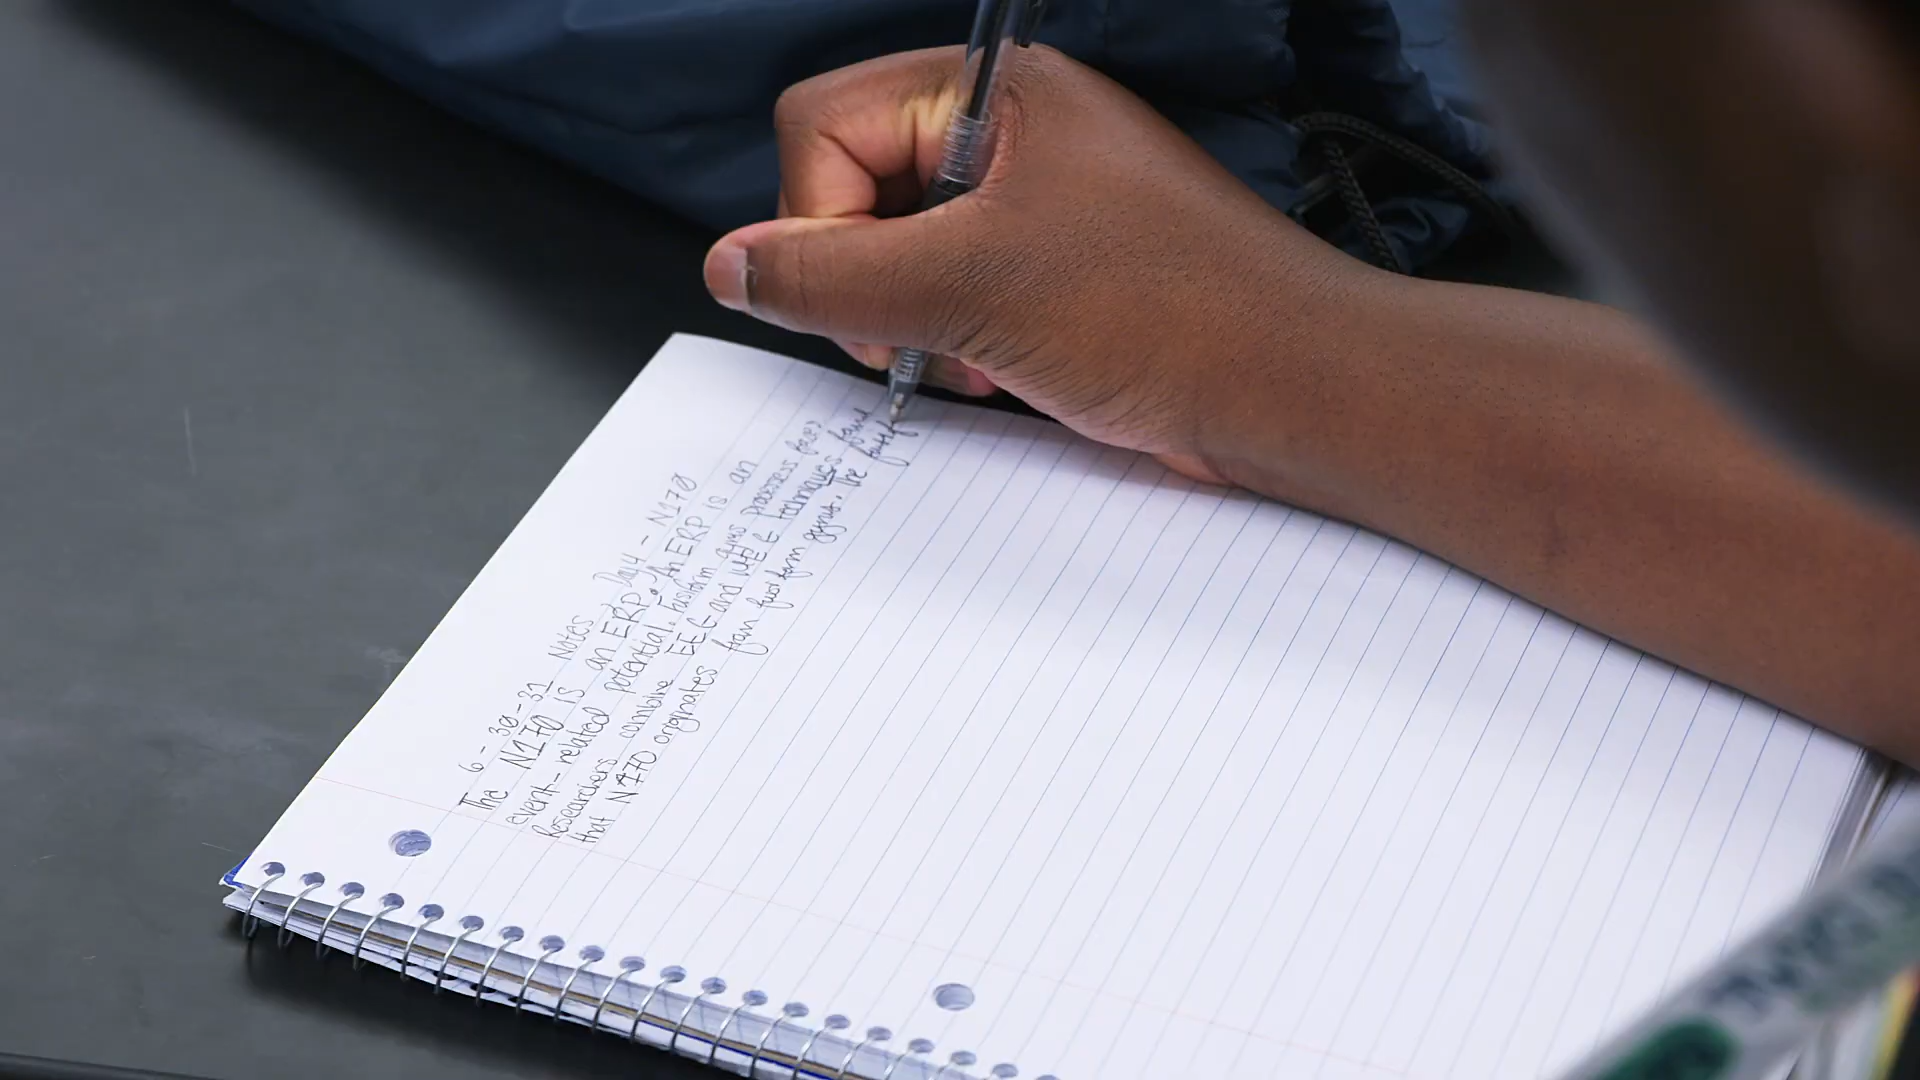 6-30-31 Notes Day 4 - N170
The N170 is an ERP. An ERP is an
event-related potential. Fusiform gyrus processes faces
Researchers combine EEG and MEG techniques found
that N170 originates from fusiform gyrus. The